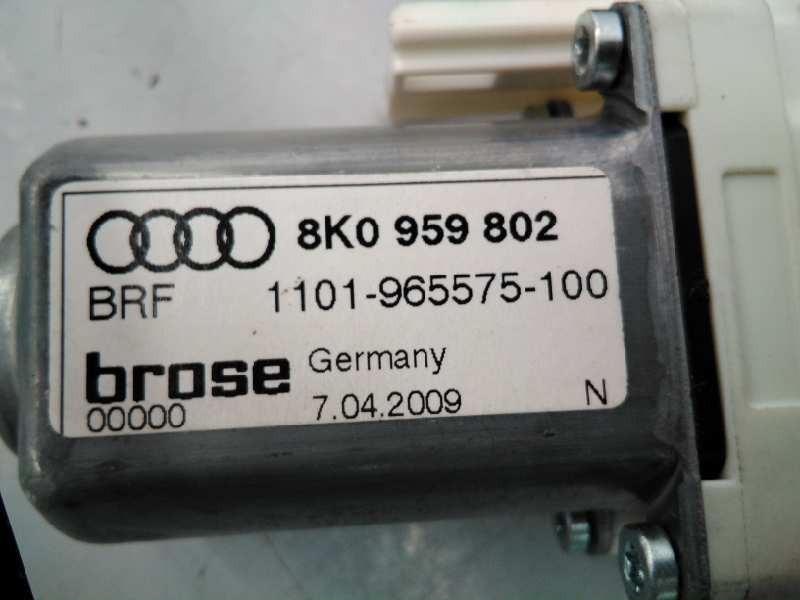 8K0 959 802
BRF 1101-965575-100
brose Germany
00000 7.04.2009 N